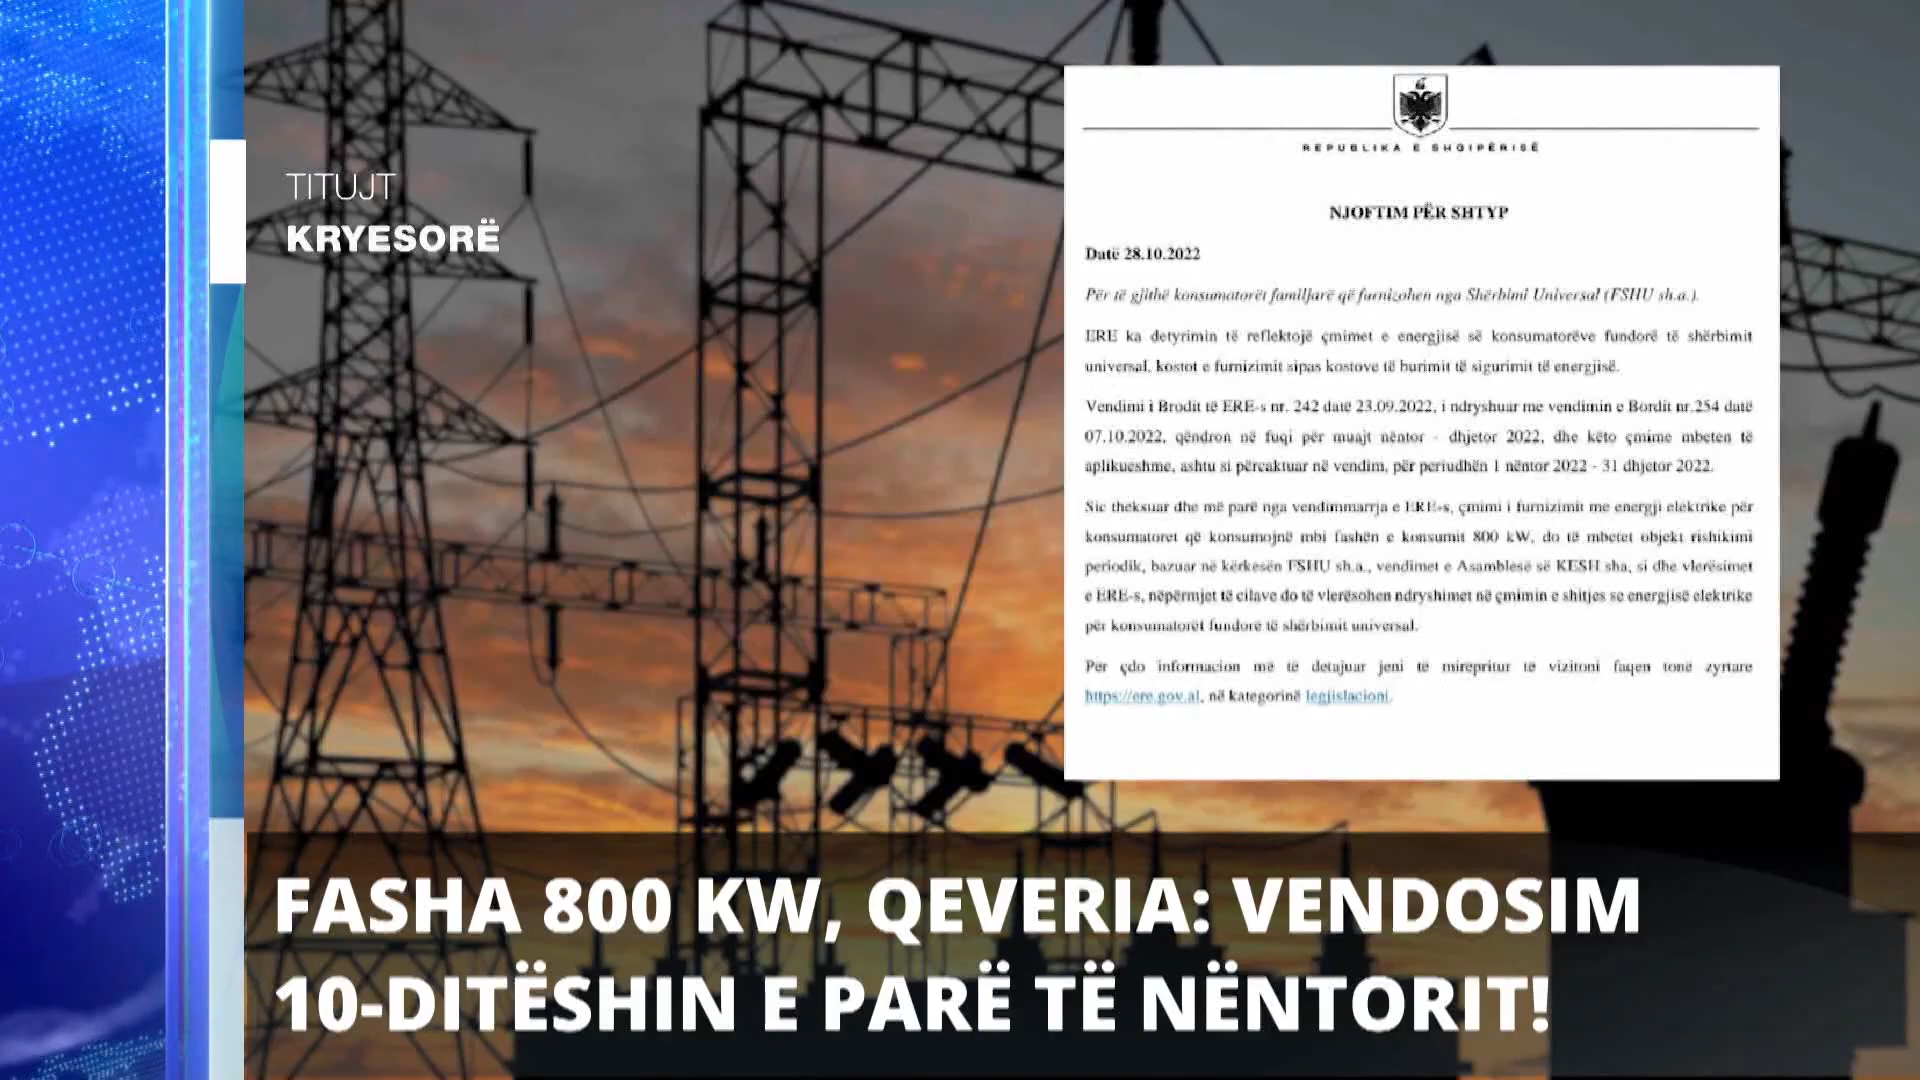 TITUJT
KRYESORË
REPUBLIKA E SHQIPËRISË
NJOFTIM PËR SHTYP
Datë 28.10.2022
Për të gjithë konsumatorët familjarë që furnizohen nga Shërbimi Universal (FSHU sh.a.).
ERE ka detyrimin të reflektojë çmimet e energjisë së konsumatorëve fundorë të shërbimit
universal, kostot e furnizimit sipas kostove të burimit të sigurimit të energjisë.
Vendimi i Brodit të ERE-s nr. 242 datë 23.09.2022, i ndryshuar me vendimin e Bordit nr.254 datë
07.10.2022, qëndron në fuqi për muajt nëntor - dhjetor 2022, dhe këto çmime mbeten të
aplikueshme, ashtu si përcaktuar në vendim, për periudhën 1 nëntor 2022 - 31 dhjetor 2022.
Sic theksuar dhe më parë nga vendimmarrja e ERE-s, çmimi i furnizimit me energji elektrike për
konsumatoret që konsumojnë mbi fashën e konsumit 800 kW, do të mbetet objekt rishikimi
periodik, bazuar në kërkesën FSHU sh.a., vendimet e Asamblesë së KESH sha, si dhe vlerësimet
e ERE-s, nëpërmjet të cilave do të vlerësohen ndryshimet në çmimin e shitjes se energjisë elektrike
për konsumatorët fundorë të shërbimit universal.
Për çdo informacion më të detajuar jeni të mirepritur të vizitoni faqen tonë zyrtare
https://ere.gov.al, në kategorinë legjislacioni.
FASHA 800 KW, QEVERIA: VENDOSIM
10-DITËSHIN E PARË TË NËNTORIT!